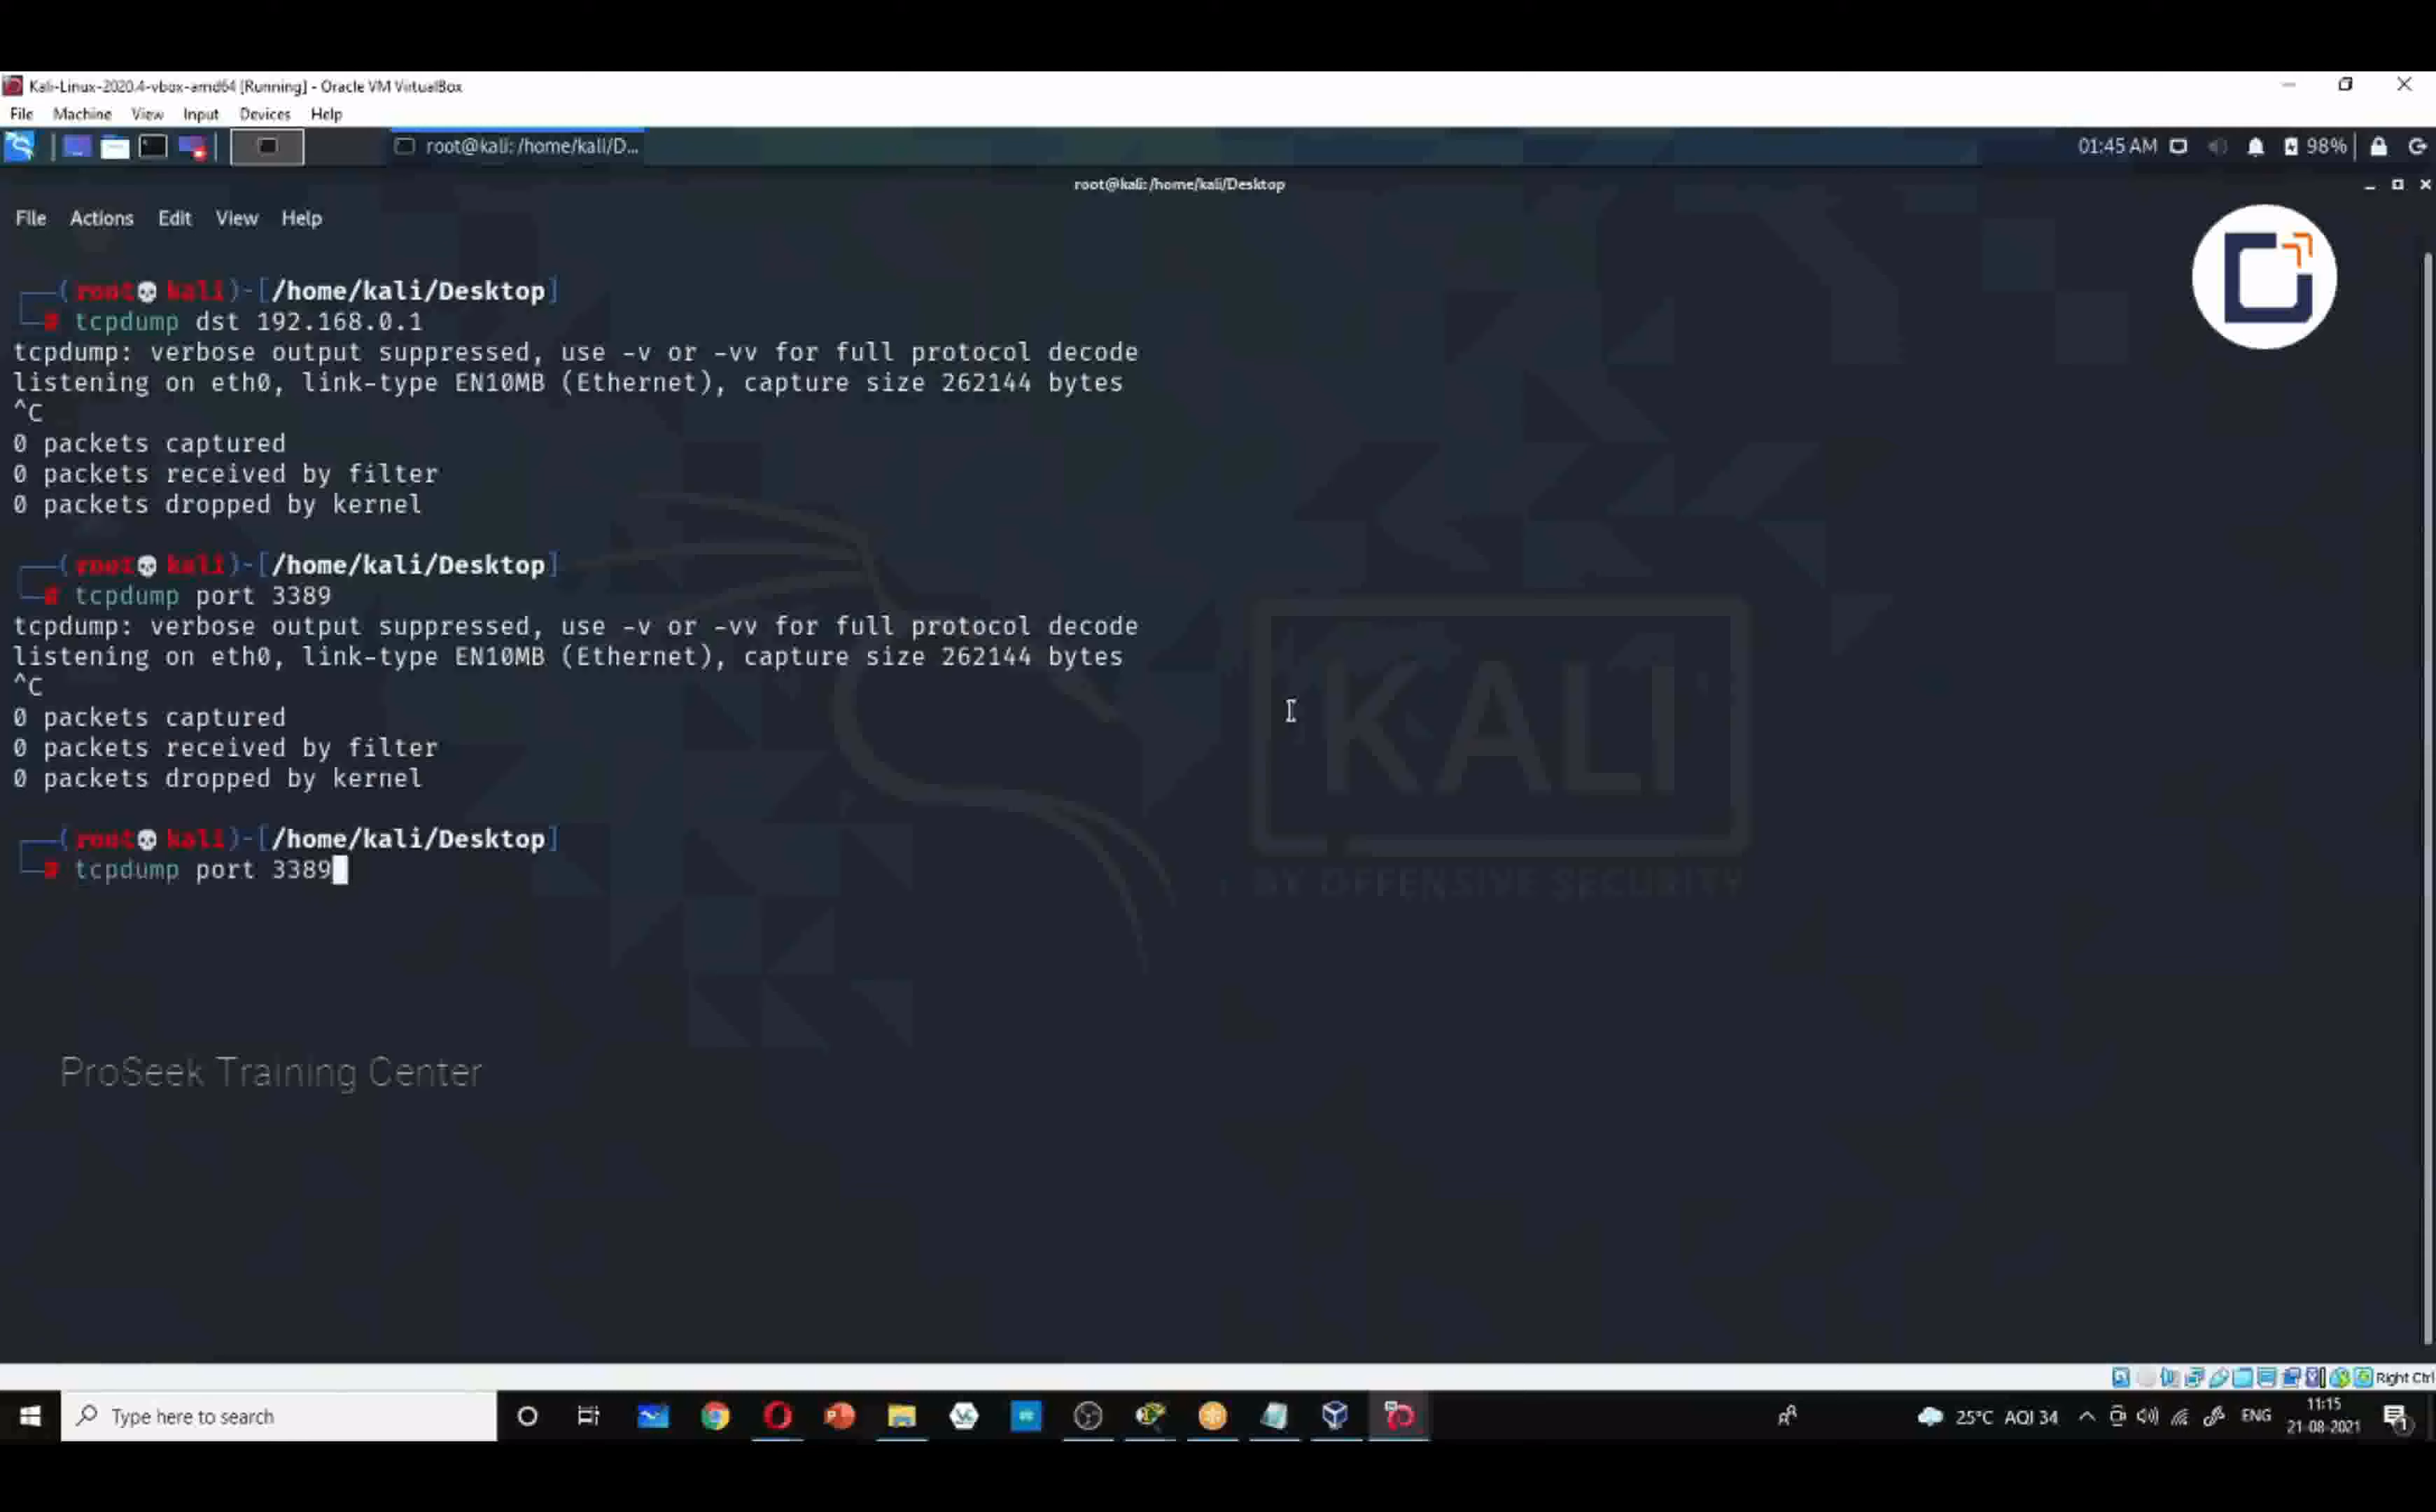 Kali-Linux-2020.4-vbox-amd64 [Running] - Oracle VM VirtualBox
File Machine View Input Devices Help
root@kali: /home/kali/D...
01:45 AM
98%
root@kali: /home/kali/Desktop
File Actions Edit View Help
(root💀kali)-[/home/kali/Desktop]
# tcpdump dst 192.168.0.1
tcpdump: verbose output suppressed, use -v or -vv for full protocol decode
listening on eth0, link-type EN10MB (Ethernet), capture size 262144 bytes
^C
0 packets captured
0 packets received by filter
0 packets dropped by kernel
(root💀kali)-[/home/kali/Desktop]
# tcpdump port 3389
tcpdump: verbose output suppressed, use -v or -vv for full protocol decode
listening on eth0, link-type EN10MB (Ethernet), capture size 262144 bytes
^C
0 packets captured
0 packets received by filter
0 packets dropped by kernel
(root💀kali)-[/home/kali/Desktop]
# tcpdump port 3389
KALI
BY OFFENSIVE SECURITY
ProSeek Training Center
Right Ctrl
Type here to search
25°C AQI 34
ENG
11:15
21-08-2021
1